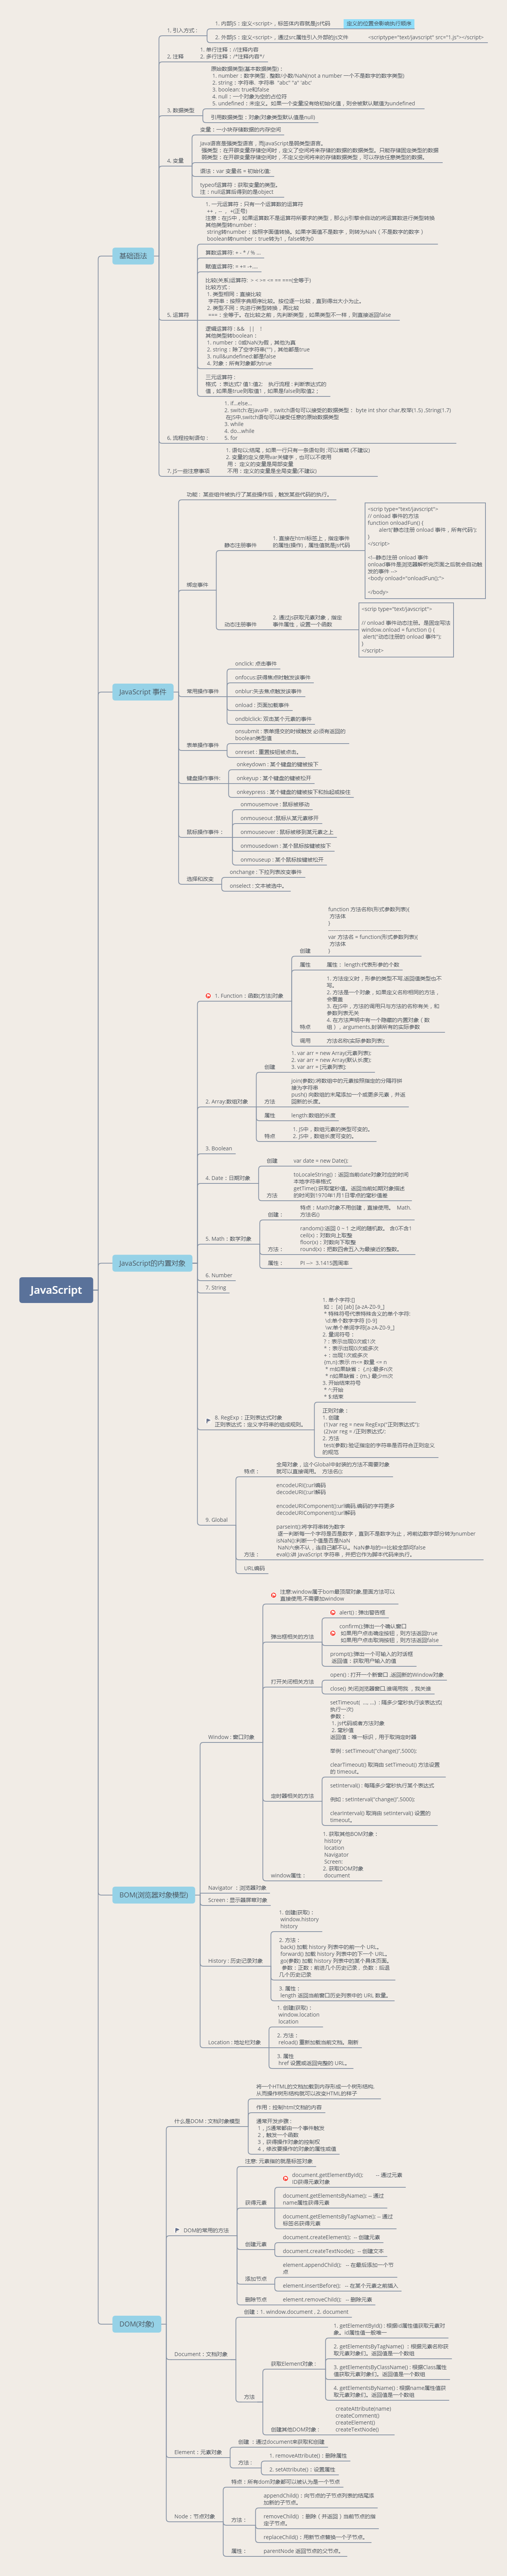 JavaScript
基础语法
1. 引入方式：
1. 内部JS：定义<script>，标签体内容就是js代码
定义的位置会影响执行顺序
2. 外部JS：定义<script>，通过src属性引入外部的js文件
<scriptype="text/javscript" src="1.js"></script>
2. 注释
1. 单行注释：//注释内容
2. 多行注释：/*注释内容*/
3. 数据类型
原始数据类型(基本数据类型)：
1. number：数字类型 , 整数/小数/NaN(not a number 一个不是数字的数字类型)
2. string：字符串, 字符串 "abc" "a" 'abc'
3. boolean: true和false
4. null：一个对象为空的占位符
5. undefined：未定义。如果一个变量没有给初始化值，则会被默认赋值为undefined
引用数据类型：对象(对象类型默认值是null)
4. 变量
变量：一小块存储数据的内存空间
Java语言是强类型语言，而JavaScript是弱类型语言。
强类型：在开辟变量存储空间时，定义了空间将来存储的数据的数据类型。只能存储固定类型的数据
弱类型：在开辟变量存储空间时，不定义空间将来的存储数据类型，可以存放任意类型的数据。
语法：var 变量名 = 初始化值;
typeof运算符：获取变量的类型。
注：null运算后得到的是object
5. 运算符
1. 一元运算符：只有一个运算数的运算符
++，-- ，+(正号)
注意：在JS中，如果运算数不是运算符所要求的类型，那么js引擎会自动的将运算数进行类型转换
其他类型转number：
string转number：按照字面值转换。如果字面值不是数字，则转为NaN（不是数字的数字）
boolean转number：true转为1，false转为0
算数运算符: + - * / % ...
赋值运算符: = += -+....
比较(关系)运算符: > < >= <= == ===(全等于)
比较方式：
1. 类型相同：直接比较
字符串：按照字典顺序比较。按位逐一比较，直到得出大小为止。
2. 类型不同：先进行类型转换，再比较
===：全等于。在比较之前，先判断类型，如果类型不一样，则直接返回false
逻辑运算符: && || !
其他类型转boolean：
1. number：0或NaN为假，其他为真
2. string：除了空字符串("")，其他都是true
3. null&undefined:都是false
4. 对象：所有对象都为true
三元运算符：
格式 ：表达式? 值1:值2; 执行流程 : 判断表达式的
值，如果是true则取值1，如果是false则取值2；
6. 流程控制语句：
1. if...else...
2. switch:在java中，switch语句可以接受的数据类型： byte int shor char,枚举(1.5) ,String(1.7)
在JS中,switch语句可以接受任意的原始数据类型
3. while
4. do...while
5. for
7. JS一些注意事项
1. 语句以;结尾，如果一行只有一条语句则 ;可以省略 (不建议)
2. 变量的定义使用var关键字，也可以不使用
用： 定义的变量是局部变量
不用：定义的变量是全局变量(不建议)
JavaScript 事件
功能 : 某些组件被执行了某些操作后，触发某些代码的执行。
绑定事件
静态注册事件
1. 直接在html标签上，指定事件
的属性(操作)，属性值就是js代码
<scrip type="text/javscript">
// onload 事件的方法
function onloadFun() {
alert('静态注册 onload 事件，所有代码');
}
</script>
<!--静态注册 onload 事件
onload事件是浏览器解析完页面之后就会自动触
发的事件 -->
<body onload="onloadFun();">
</body>
动态注册事件
2. 通过js获取元素对象，指定
事件属性，设置一个函数
<scrip type="text/javscript">
// onload 事件动态注册。是固定写法
window.onload = function () {
alert("动态注册的 onload 事件");
}
</script>
常用操作事件
onclick: 点击事件
onfocus:获得焦点时触发该事件
onblur:失去焦点触发该事件
onload : 页面加载事件
ondblclick: 双击某个元素的事件
表单操作事件
onsubmit : 表单提交的时候触发 必须有返回的
boolean类型值
onreset : 重置按钮被点击。
键盘操作事件:
onkeydown : 某个键盘的键被按下
onkeyup : 某个键盘的键被松开
onkeypress : 某个键盘的键被按下和抬起或按住
鼠标操作事件：
onmousemove : 鼠标被移动
onmouseout :鼠标从某元素移开
onmouseover : 鼠标被移到某元素之上
onmousedown : 某个鼠标按键被按下
onmouseup : 某个鼠标按键被松开
选择和改变
onchange : 下拉列表改变事件
onselect : 文本被选中。
JavaScript的内置对象
1. Function：函数(方法)对象
创建
function 方法名称(形式参数列表){
方法体
}
var 方法名 = function(形式参数列表){
方法体
}
属性
属性： length:代表形参的个数
特点
1. 方法定义时，形参的类型不写,返回值类型也不
写。
2. 方法是一个对象，如果定义名称相同的方法，
会覆盖
3. 在JS中，方法的调用只与方法的名称有关，和
参数列表无关
4. 在方法声明中有一个隐藏的内置对象（数
组），arguments,封装所有的实际参数
调用
方法名称(实际参数列表);
2. Array:数组对象
创建
1. var arr = new Array(元素列表);
2. var arr = new Array(默认长度);
3. var arr = [元素列表];
方法
join(参数):将数组中的元素按照指定的分隔符拼
接为字符串
push() 向数组的末尾添加一个或更多元素，并返
回新的长度。
属性
length:数组的长度
特点
1. JS中，数组元素的类型可变的。
2. JS中，数组长度可变的。
3. Boolean
4. Date：日期对象
创建
var date = new Date();
方法
toLocaleString()：返回当前date对象对应的时间
本地字符串格式
getTime():获取毫秒值。返回当前如期对象描述
的时间到1970年1月1日零点的毫秒值差
5. Math：数学对象
创建：
特点：Math对象不用创建，直接使用。 Math.
方法名()
方法：
random():返回 0 ~ 1 之间的随机数。 含0不含1
ceil(x)：对数向上取整
floor(x)：对数向下取整
round(x)：把数四舍五入为最接近的整数。
属性：
PI --> 3.1415圆周率
6. Number
7. String
8. RegExp：正则表达式对象
正则表达式：定义字符串的组成规则。
1. 单个字符:[]
如： [a] [ab] [a-zA-Z0-9_]
* 特殊符号代表特殊含义的单个字符:
\d:单个数字字符 [0-9]
\w:单个单词字符[a-zA-Z0-9_]
2. 量词符号：
?：表示出现0次或1次
*：表示出现0次或多次
+：出现1次或多次
{m,n}:表示 m<= 数量 <= n
* m如果缺省： {,n}:最多n次
* n如果缺省：{m,} 最少m次
3. 开始结束符号
* ^:开始
* $:结束
正则对象：
1. 创建
(1)var reg = new RegExp("正则表达式");
(2)var reg = /正则表达式/;
2. 方法
test(参数):验证指定的字符串是否符合正则定义
的规范
9. Global
特点：
全局对象，这个Global中封装的方法不需要对象
就可以直接调用。 方法名();
方法：
encodeURI():url编码
decodeURI():url解码
encodeURIComponent():url编码,编码的字符更多
decodeURIComponent():url解码
parseInt():将字符串转为数字
逐一判断每一个字符是否是数字，直到不是数字为止，将前边数字部分转为number
isNaN():判断一个值是否是NaN
NaN六亲不认，连自己都不认。NaN参与的==比较全部问false
eval():讲 JavaScript 字符串，并把它作为脚本代码来执行。
URL编码
BOM(浏览器对象模型)
Window：窗口对象
注意:window属于bom最顶层对象,里面方法可以
直接使用,不需要加window
弹出框相关的方法
alert()：弹出警告框
confirm():弹出一个确认窗口
如果用户点击确定按钮，则方法返回true
如果用户点击取消按钮，则方法返回false
prompt():弹出一个可输入的对话框
返回值：获取用户输入的值
打开关闭相关方法
open()：打开一个新窗口 ,返回新的Window对象
close() 关闭浏览器窗口.谁调用我 ，我关谁
定时器相关的方法
setTimeout( ... ,...) ：隔多少毫秒执行该表达式(
执行一次)
参数：
1. js代码或者方法对象
2. 毫秒值
返回值：唯一标识，用于取消定时器
举例 : setTimeout("change()",5000);
clearTimeout() 取消由 setTimeout() 方法设置
的 timeout。
setInterval()：每隔多少毫秒执行某个表达式
例如 : setInterval("change()",5000);
clearInterval() 取消由 setInterval() 设置的
timeout。
window属性：
1. 获取其他BOM对象：
history
location
Navigator
Screen:
2. 获取DOM对象
document
Navigator ：浏览器对象
Screen : 显示器屏幕对象
History : 历史记录对象
1. 创建(获取)：
window.history
history
2. 方法：
back() 加载 history 列表中的前一个 URL。
forward() 加载 history 列表中的下一个 URL。
go(参数) 加载 history 列表中的某个具体页面。
参数：正数：前进几个历史记录， 负数：后退
几个历史记录
3. 属性：
length 返回当前窗口历史列表中的 URL 数量。
Location : 地址栏对象
1. 创建(获取)：
window.location
location
2. 方法：
reload() 重新加载当前文档。 刷新
3. 属性
href 设置或返回完整的 URL。
DOM(对象)
什么是DOM : 文档对象模型
将一个HTML的文档加载到内存形成一个树形结构,
从而操作树形结构就可以改变HTML的样子
作用：控制html文档的内容
通常开发步骤 :
1，JS通常都由一个事件触发
2，触发一个函数
3，获得操作对象的控制权
4，修改要操作的对象的属性或值
DOM的常用的方法
注意: 元素指的就是标签对象
获得元素
document.getElementById(); -- 通过元素
ID获得元素对象
document.getElementsByName(); -- 通过
name属性获得元素
document.getElementsByTagName(); -- 通过
标签名获得元素
创建元素
document.createElement(); -- 创建元素
document.createTextNode(); -- 创建文本
添加节点
element.appendChild(); -- 在最后添加一个节
点
element.insertBefore(); -- 在某个元素之前插入
删除节点
element.removeChild(); -- 删除元素
Document：文档对象
创建：1. window.document , 2. document
方法
获取Element对象：
1. getElementById() : 根据id属性值获取元素对
象。id属性值一般唯一
2. getElementsByTagName() ：根据元素名称获
取元素对象们。返回值是一个数组
3. getElementsByClassName() : 根据Class属性
值获取元素对象们。返回值是一个数组
4. getElementsByName() : 根据name属性值获
取元素对象们。返回值是一个数组
创建其他DOM对象：
createAttribute(name)
createComment()
createElement()
createTextNode()
Element：元素对象
创建 ：通过document来获取和创建
方法：
1. removeAttribute()：删除属性
2. setAttribute()：设置属性
Node：节点对象
特点：所有dom对象都可以被认为是一个节点
方法：
appendChild()：向节点的子节点列表的结尾添
加新的子节点。
removeChild() ：删除（并返回）当前节点的指
定子节点。
replaceChild()：用新节点替换一个子节点。
属性：
parentNode 返回节点的父节点。